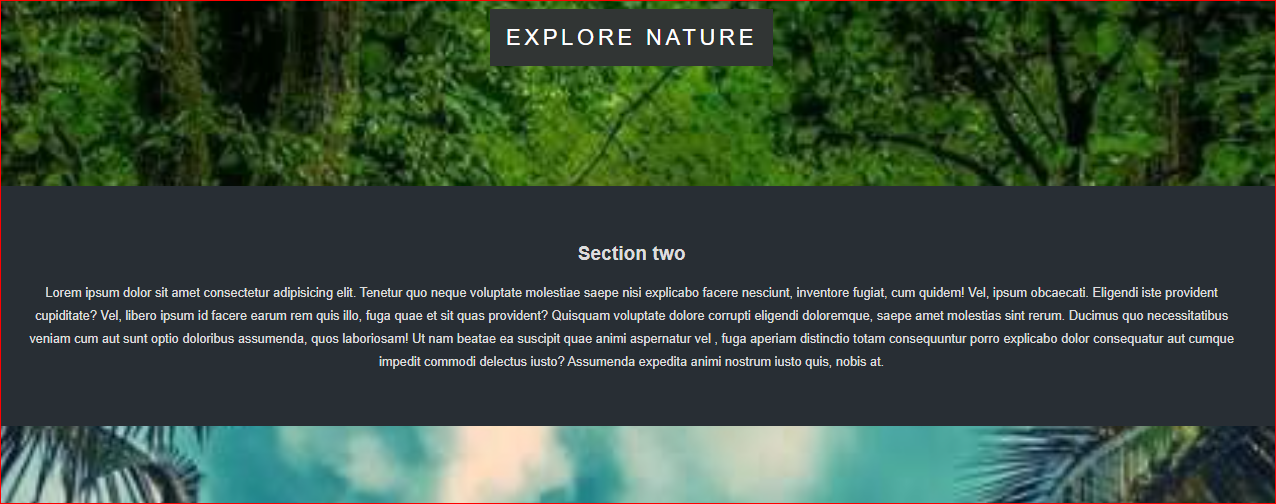 EXPLORE NATURE
Section two
Lorem ipsum dolor sit amet consectetur adipisicing elit. Tenetur quo neque voluptate molestiae saepe nisi explicabo facere nesciunt, inventore fugiat, cum quidem! Vel, ipsum obcaecati. Eligendi iste provident
cupiditate? Vel, libero ipsum id facere earum rem quis illo, fuga quae et sit quas provident? Quisquam voluptate dolore corrupti eligendi doloremque, saepe amet molestias sint rerum. Ducimus quo necessitatibus
veniam cum aut sunt optio doloribus assumenda, quos laboriosam! Ut nam beatae ea suscipit quae animi aspernatur vel , fuga aperiam distinctio totam consequuntur porro explicabo dolor consequatur aut cumque
impedit commodi delectus iusto? Assumenda expedita animi nostrum iusto quis, nobis at.